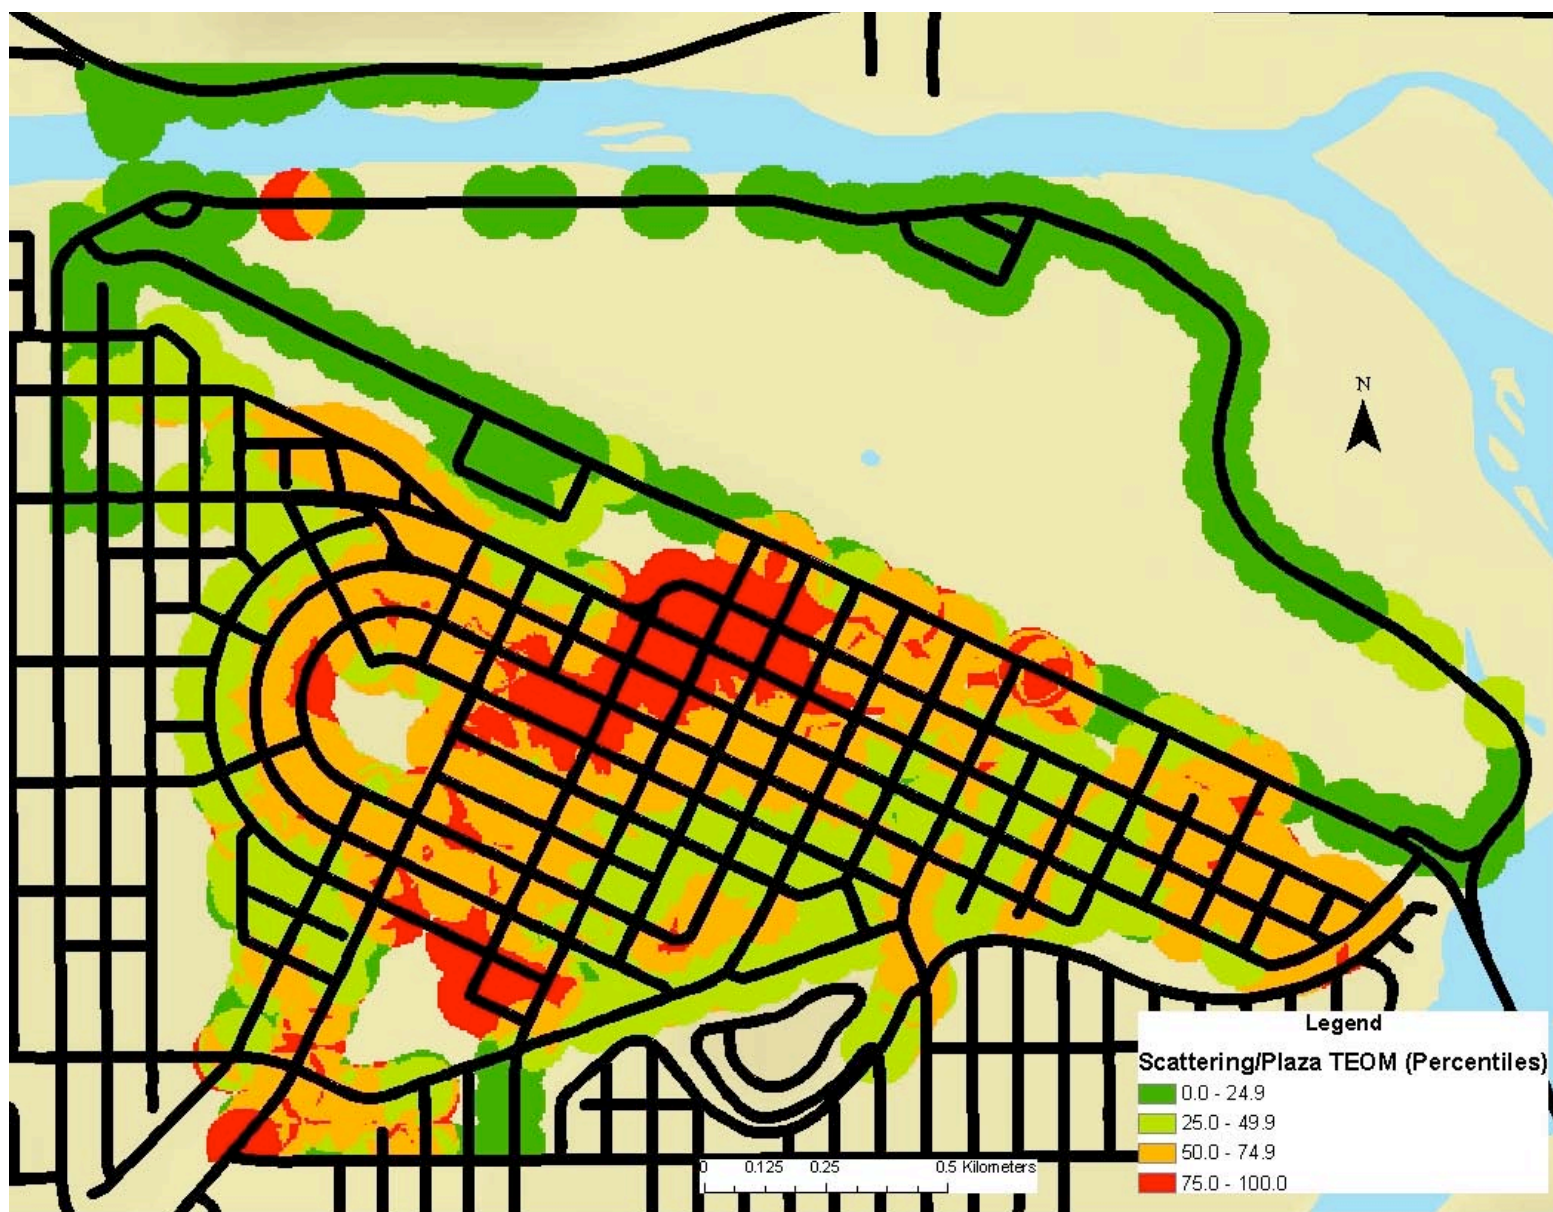 N
Legend
Scattering/Plaza TEOM (Percentiles)
0.0 - 24.9
25.0 - 49.9
50.0 - 74.9
75.0 - 100.0
0 0.125 0.25 0.5 Kilometers